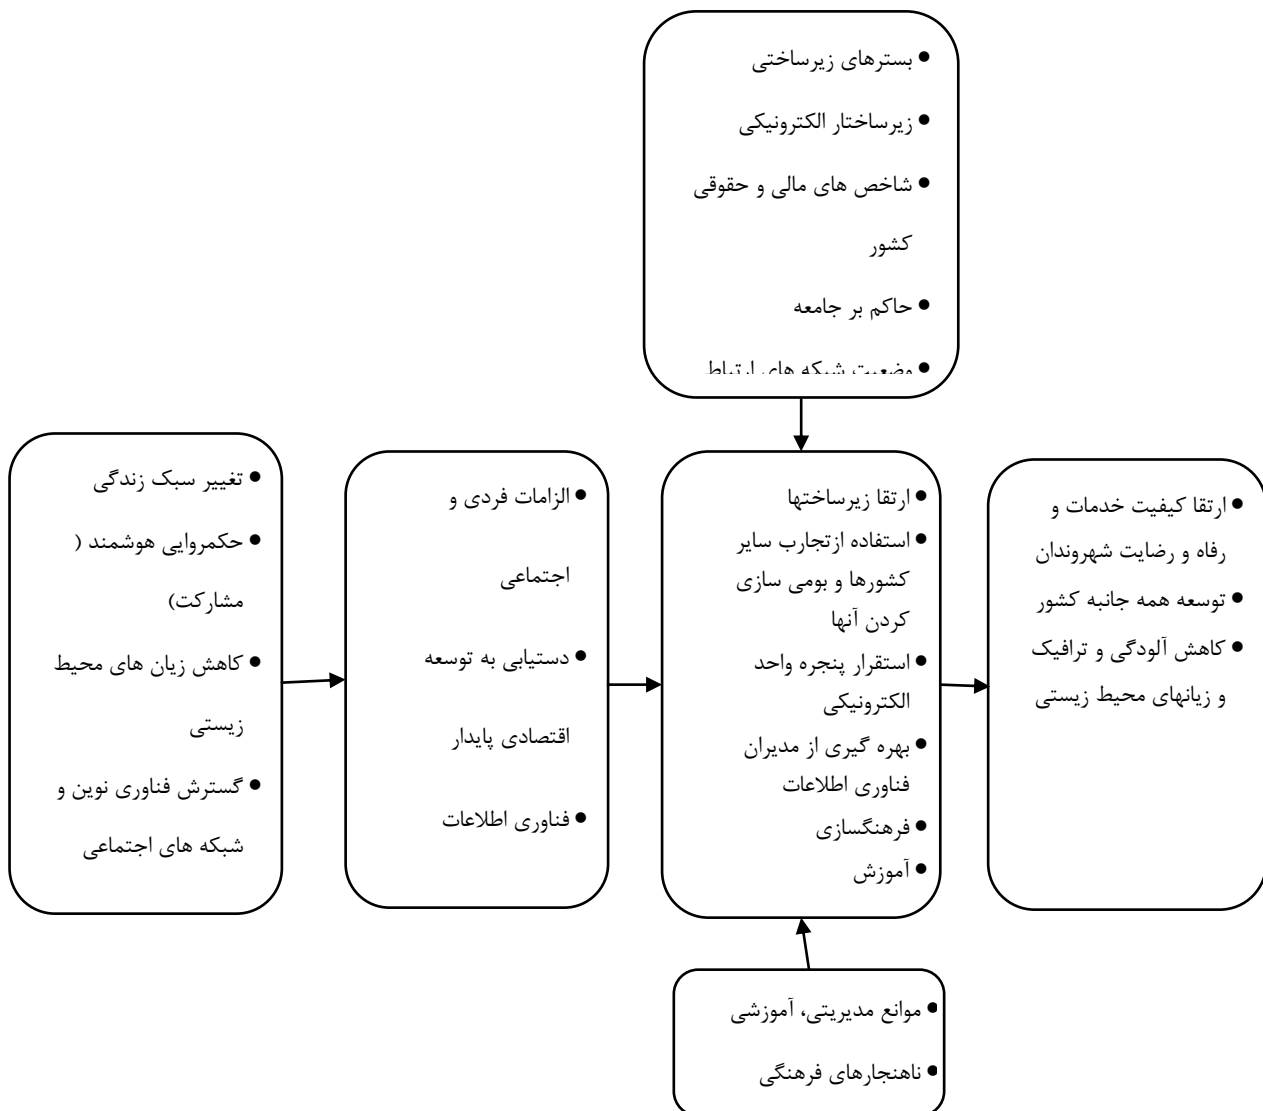 • بسترهای زیرساختی
• زیرساختار الکترونیکی
• شاخص های مالی و حقوقی
کشور
• حاکم بر جامعه
• وضعیت شبکه های ارتباط
• تغییر سبک زندگی
• حکمروایی هوشمند (
مشارکت)
• کاهش زیان های محیط
زیستی
• گسترش فناوری نوین و
شبکه های اجتماعی
• الزامات فردی و
اجتماعی
• دستیابی به توسعه
اقتصادی پایدار
• فناوری اطلاعات
• ارتقا زیرساختها
• استفاده ازتجارب سایر
کشورها و بومی سازی
کردن آنها
• استقرار پنجره واحد
الکترونیکی
• بهره گیری از مدیران
فناوری اطلاعات
• فرهنگسازی
• آموزش
• ارتقا کیفیت خدمات و
رفاه و رضایت شهروندان
• توسعه همه جانبه کشور
• کاهش آلودگی و ترافیک
و زیانهای محیط زیستی
• موانع مدیریتی، آموزشی
• ناهنجارهای فرهنگی